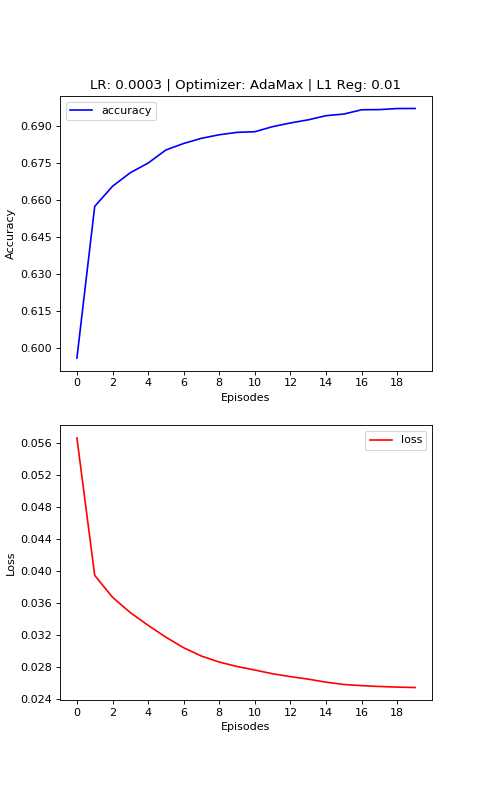 LR: 0.0003 | Optimizer: AdaMax | L1 Reg: 0.01
accuracy
0.690
0.675
0.660
0.645
0.630
0.615
0.600
Accuracy
0 2 4 6 8 10 12 14 16 18
Episodes
loss
0.056
0.052
0.048
0.044
0.040
0.036
0.032
0.028
0.024
Loss
0 2 4 6 8 10 12 14 16 18
Episodes